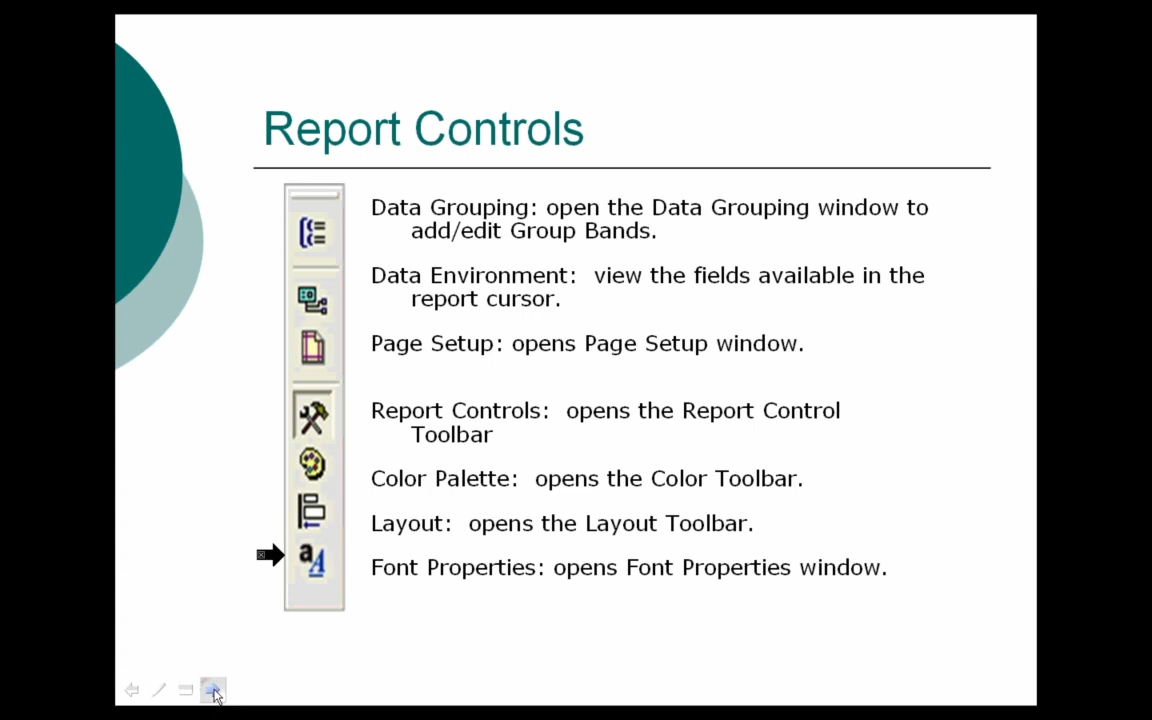 Report Controls
Data Grouping: open the Data Grouping window to
add/edit Group Bands.
Data Environment:  view the fields available in the
report cursor.
Page Setup: opens Page Setup window.
Report Controls:  opens the Report Control
Toolbar
Color Palette:  opens the Color Toolbar.
Layout:  opens the Layout Toolbar.
aA
Font Properties: opens Font Properties window.